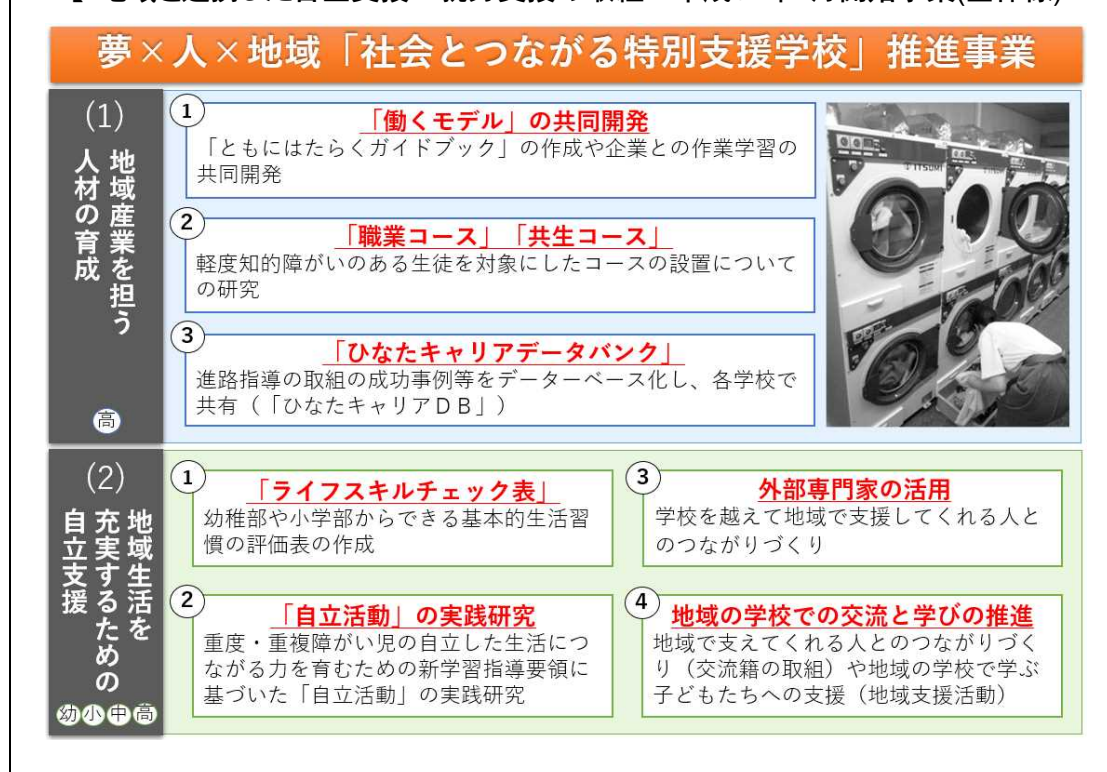 夢×人×地域「社会とつながる特別支援学校」推進事業
(1)
地域産業を担う
人材の育成
高
1
「働くモデル」の共同開発
「ともにはたらくガイドブック」の作成や企業との作業学習の
共同開発
2
「職業コース」「共生コース」
軽度知的障がいのある生徒を対象にしたコースの設置について
の研究
3
「ひなたキャリアデータバンク」
進路指導の取組の成功事例等をデーターベース化し、各学校で
共有(「ひなたキャリアDB」)
ITSUMI
(2)
地域生活を
充実するための
自立支援
幼小中高
1
「ライフスキルチェック表」
幼稚部や小学部からできる基本的生活習
慣の評価表の作成
2
「自立活動」の実践研究
重度・重複障がい児の自立した生活につ
ながる力を育むための新学習指導要領に
基づいた「自立活動」の実践研究
3
外部専門家の活用
学校を越えて地域で支援してくれる人と
のつながりづくり
4
地域の学校での交流と学びの推進
地域で支えてくれる人とのつながりづく
り(交流籍の取組)や地域の学校で学ぶ
子どもたちへの支援(地域支援活動)